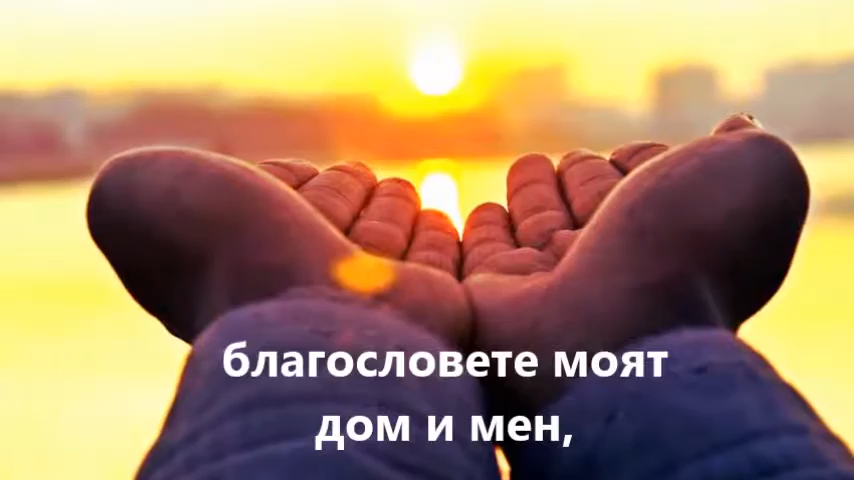 благословете моят
дом и мен,